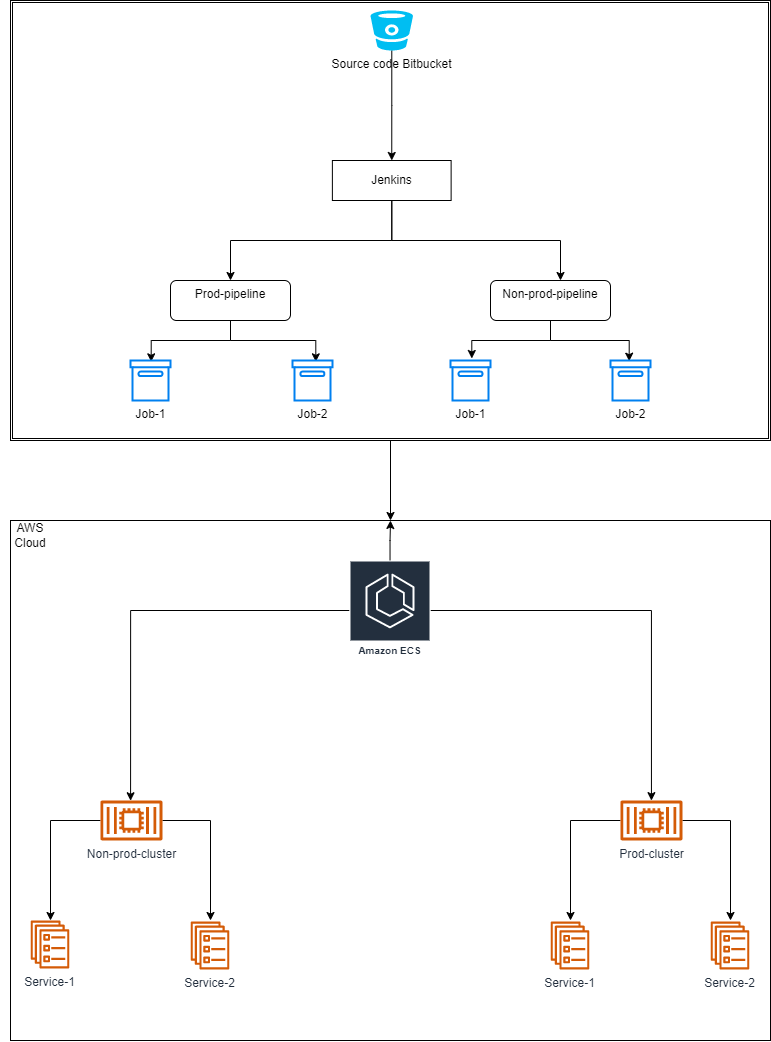 Source code Bitbucket
Jenkins
Prod-pipeline
Non-prod-pipeline
Job-1
Job-2
Job-1
Job-2
AWS
Cloud
Amazon ECS
Non-prod-cluster
Prod-cluster
Service-1
Service-2
Service-1
Service-2